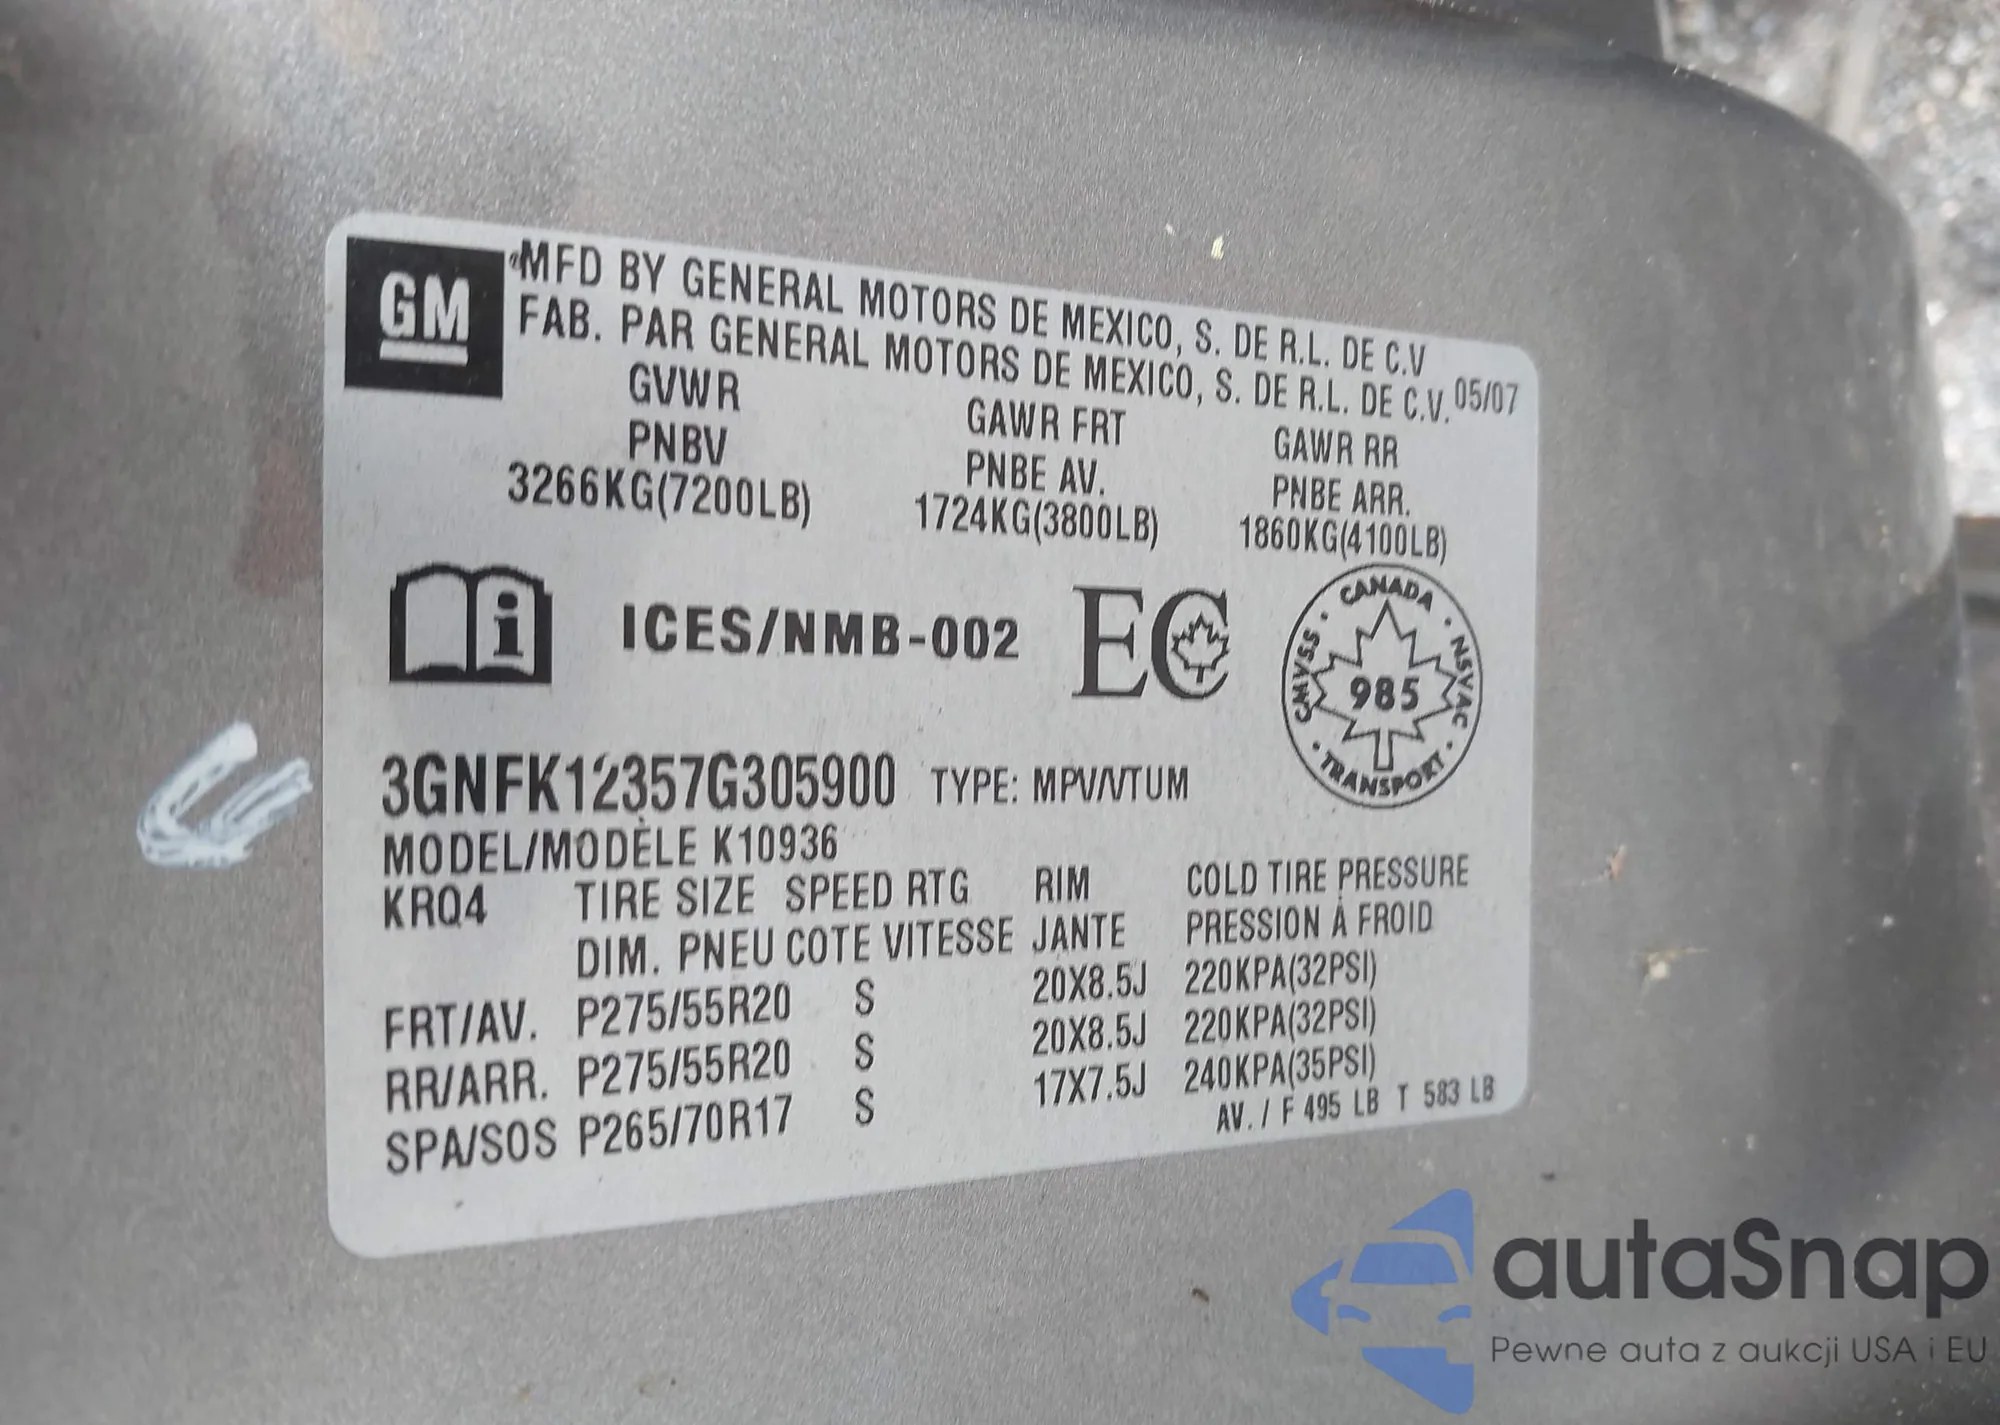 GM
MFD BY GENERAL MOTORS DE MEXICO, S. DE R.L. DE C.V
FAB. PAR GENERAL MOTORS DE MEXICO, S. DE R.L. DE C.V. 05/07
GVWR GAWR FRT GAWR RR
PNBV PNBE AV. PNBE ARR.
3266KG(7200LB) 1724KG(3800LB) 1860KG(4100LB)
i ICES/NMB-002 EC
CANADA
CMVSS · 985 · NSVAC
· TRANSPORT ·
3GNFK12357G305900 TYPE: MPV/VTUM
MODEL/MODÈLE K10936
KRQ4 TIRE SIZE SPEED RTG RIM COLD TIRE PRESSURE
DIM. PNEU COTE VITESSE JANTE PRESSION À FROID
FRT/AV. P275/55R20 S 20X8.5J 220KPA(32PSI)
RR/ARR. P275/55R20 S 20X8.5J 220KPA(32PSI)
SPA/SOS P265/70R17 S 17X7.5J 240KPA(35PSI)
AV. / F 495 LB T 583 LB
autaSnap
Pewne auta z aukcji USA i EU